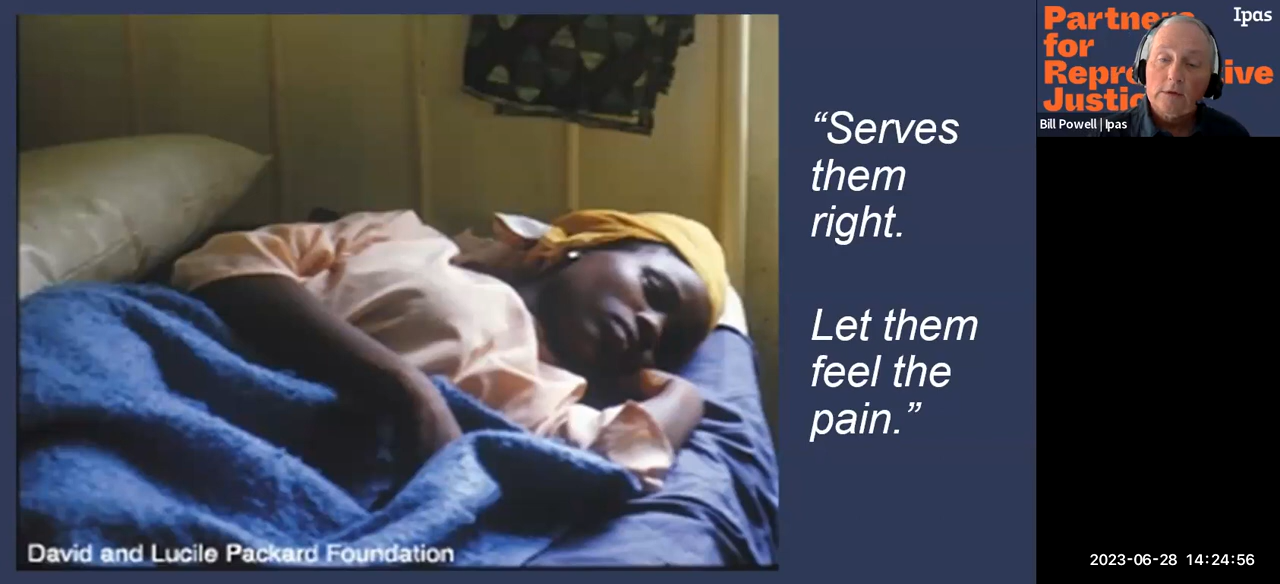 “Serves
them
right.
Let them
feel the
pain.”
David and Lucile Packard Foundation
Ipas
for
Bill Powell | Ipas
2023-06-28 14:24:56